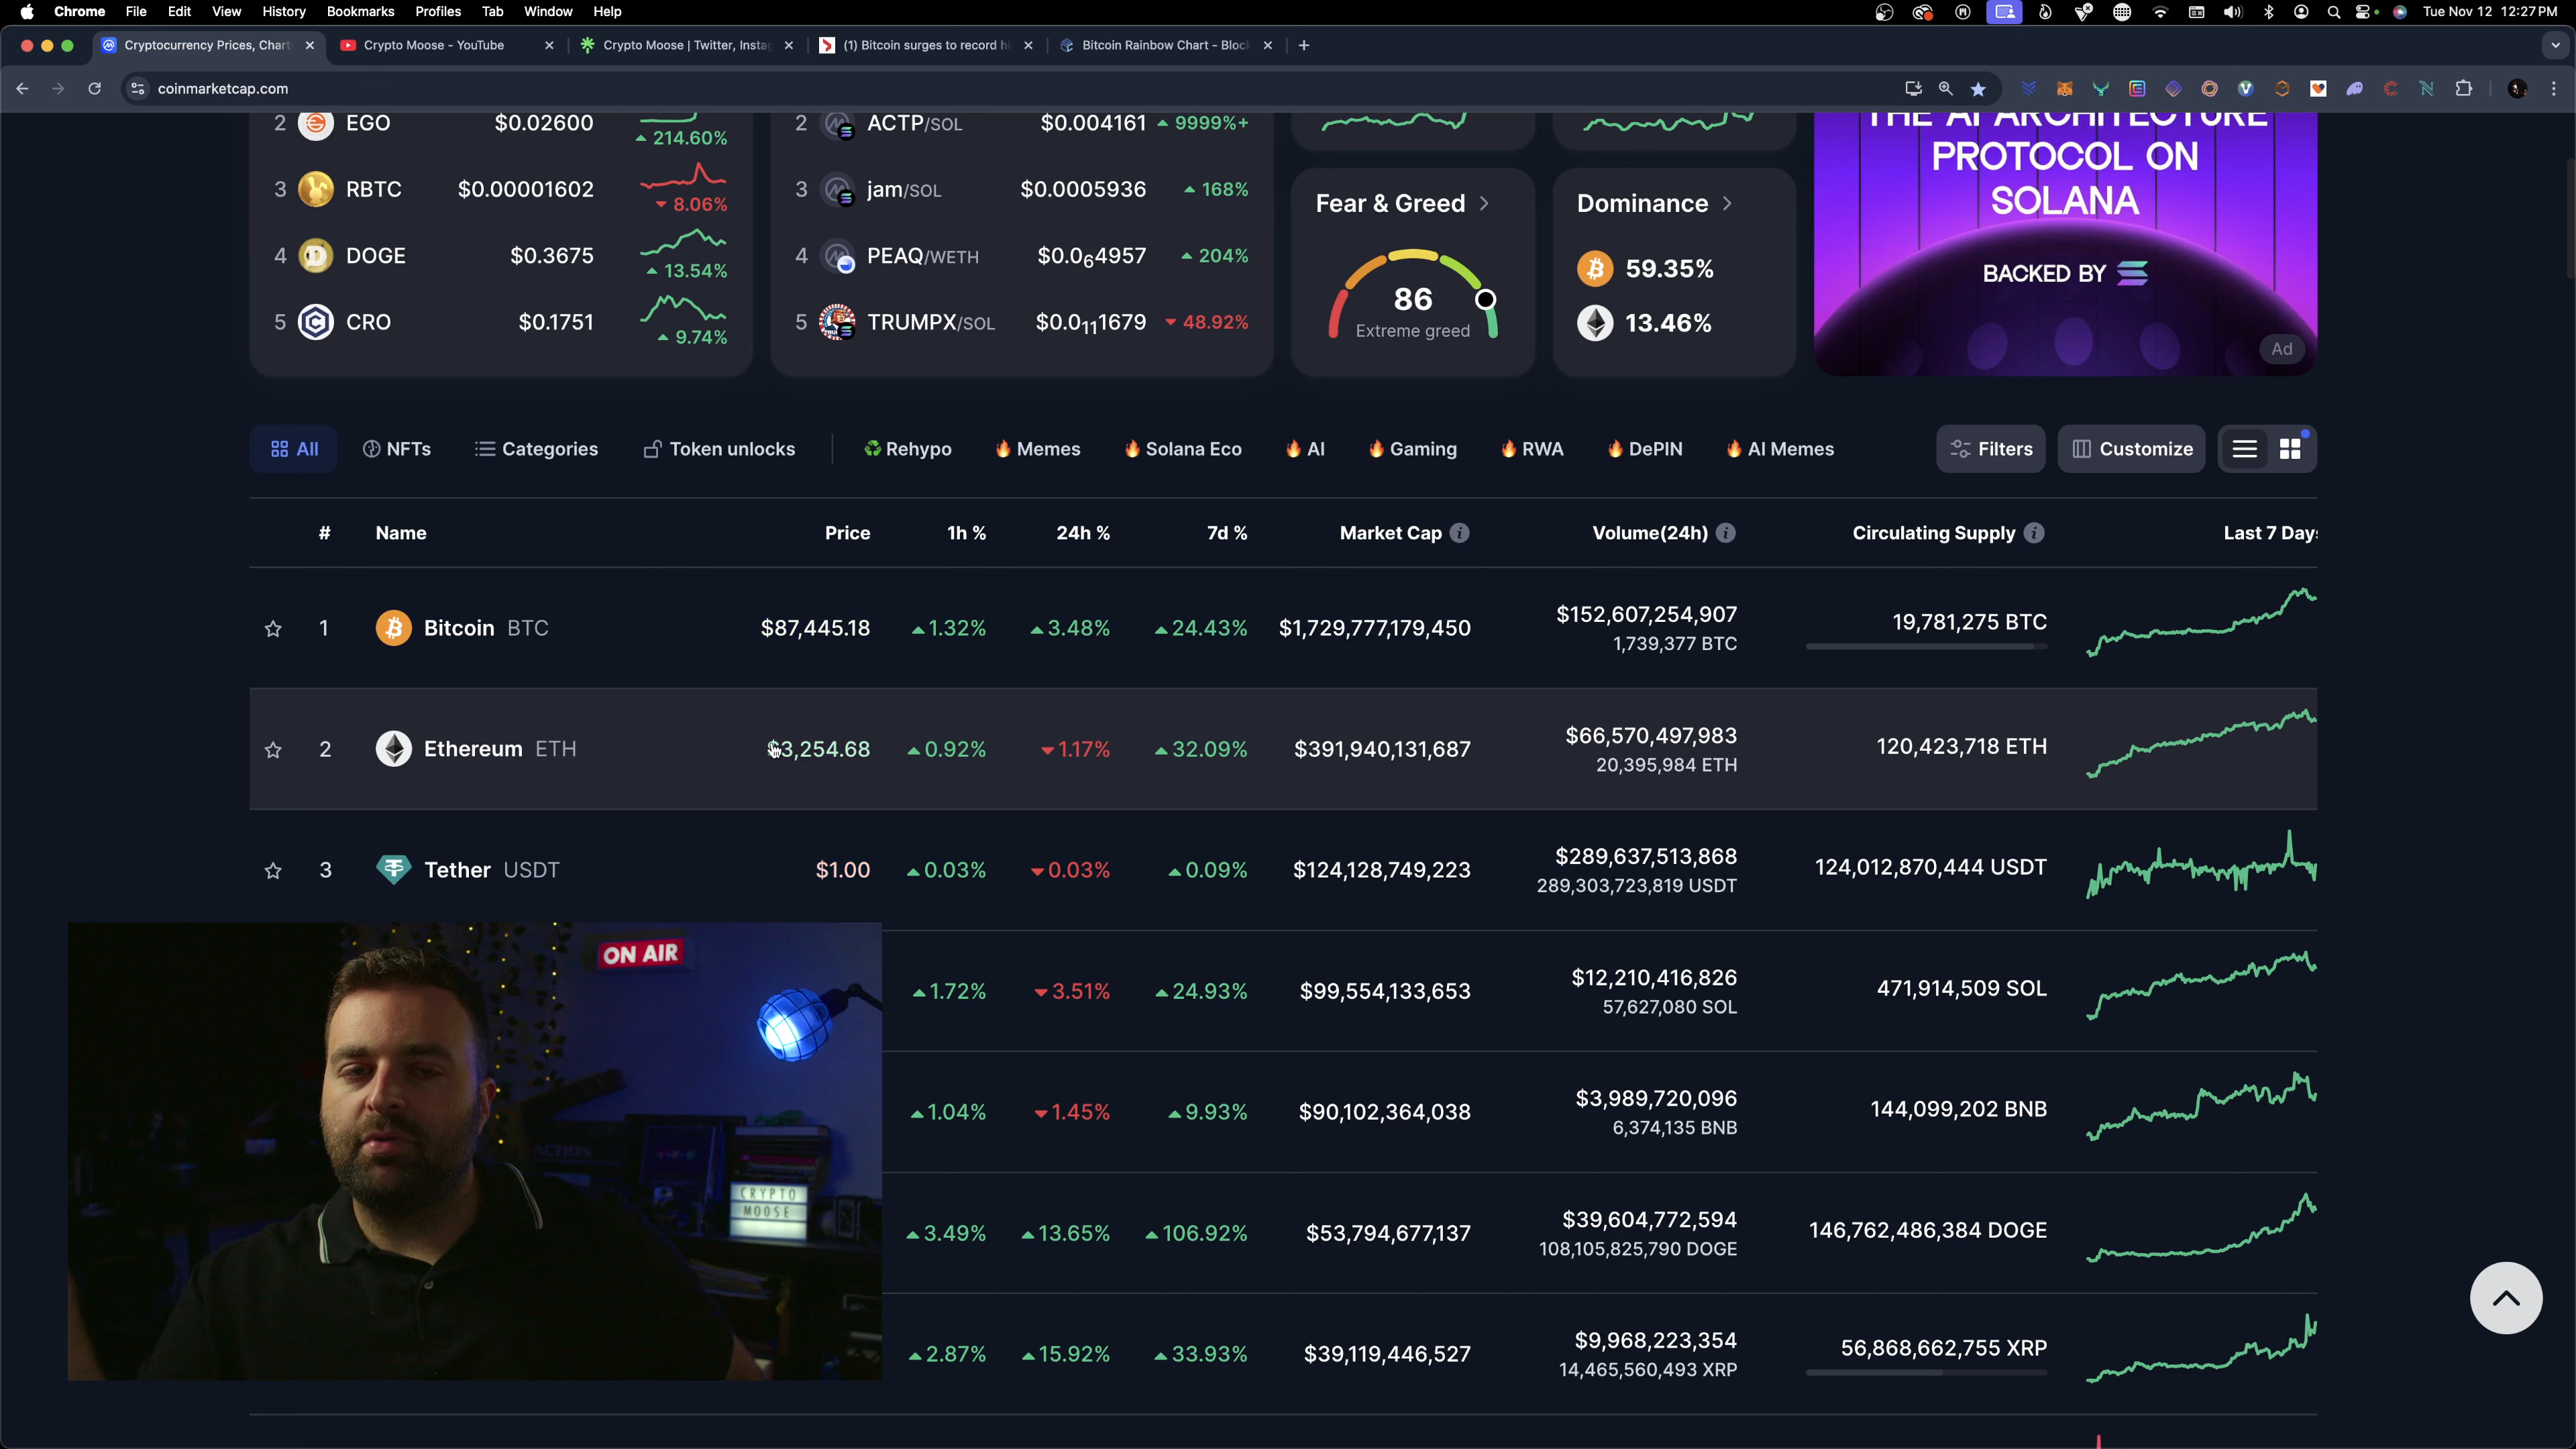 Chrome File Edit View History Bookmarks Profiles Tab Window Help Tue Nov 12 12:27 PM
Cryptocurrency Prices, Chart Crypto Moose - YouTube Crypto Moose | Twitter, Insta (1) Bitcoin surges to record hi Bitcoin Rainbow Chart - Bloc
coinmarketcap.com
2 EGO $0.02600 214.60%
3 RBTC $0.00001602 8.06%
4 DOGE $0.3675 13.54%
5 CRO $0.1751 9.74%
2 ACTP/SOL $0.004161 9999%+
3 jam/SOL $0.0005936 168%
4 PEAQ/WETH $0.0₆4957 204%
5 TRUMPX/SOL $0.0₁₁1679 48.92%
Fear & Greed
86
Extreme greed
Dominance
59.35%
13.46%
THE AI ARCHITECTURE
PROTOCOL ON
SOLANA
BACKED BY
Ad
All NFTs Categories Token unlocks Rehypo Memes Solana Eco AI Gaming RWA DePIN AI Memes Filters Customize
# Name Price 1h % 24h % 7d % Market Cap Volume(24h) Circulating Supply Last 7 Days
1 Bitcoin BTC $87,445.18 1.32% 3.48% 24.43% $1,729,777,179,450 $152,607,254,907 19,781,275 BTC
1,739,377 BTC
2 Ethereum ETH $3,254.68 0.92% 1.17% 32.09% $391,940,131,687 $66,570,497,983 120,423,718 ETH
20,395,984 ETH
3 Tether USDT $1.00 0.03% 0.03% 0.09% $124,128,749,223 $289,637,513,868 124,012,870,444 USDT
289,303,723,819 USDT
1.72% 3.51% 24.93% $99,554,133,653 $12,210,416,826 471,914,509 SOL
57,627,080 SOL
1.04% 1.45% 9.93% $90,102,364,038 $3,989,720,096 144,099,202 BNB
6,374,135 BNB
3.49% 13.65% 106.92% $53,794,677,137 $39,604,772,594 146,762,486,384 DOGE
108,105,825,790 DOGE
2.87% 15.92% 33.93% $39,119,446,527 $9,968,223,354 56,868,662,755 XRP
14,465,560,493 XRP
ON AIR
ACTION
CRYPTO
MOOSE